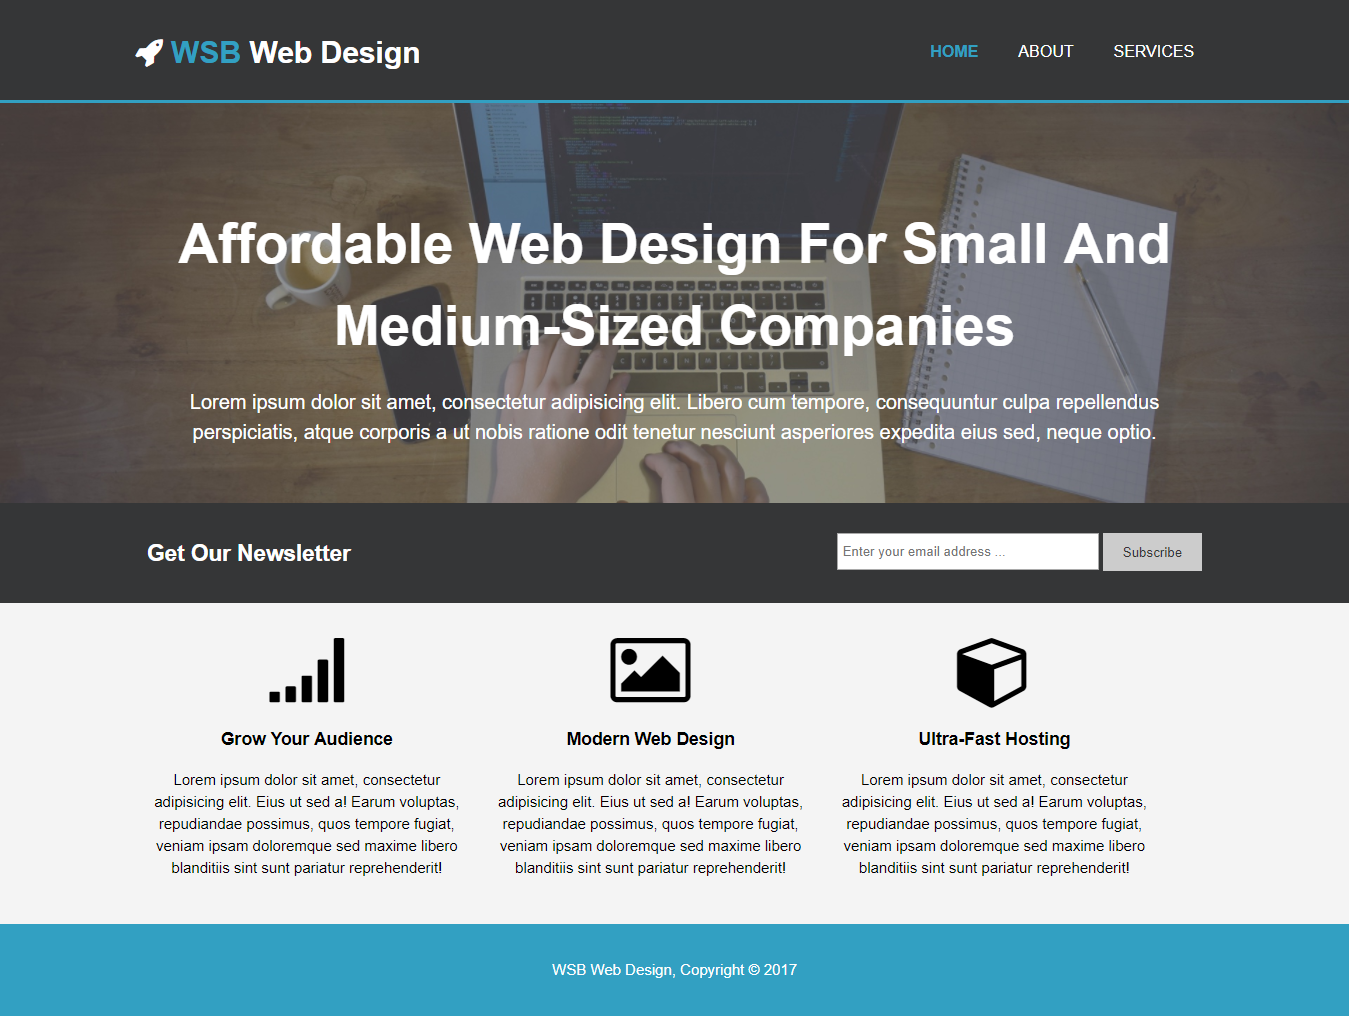 WSB Web Design
HOME ABOUT SERVICES
Affordable Web Design For Small And
Medium-Sized Companies
Lorem ipsum dolor sit amet, consectetur adipisicing elit. Libero cum tempore, consequuntur culpa repellendus
perspiciatis, atque corporis a ut nobis ratione odit tenetur nesciunt asperiores expedita eius sed, neque optio.
Get Our Newsletter
Enter your email address ...
Subscribe
Grow Your Audience
Lorem ipsum dolor sit amet, consectetur
adipisicing elit. Eius ut sed a! Earum voluptas,
repudiandae possimus, quos tempore fugiat,
veniam ipsam doloremque sed maxime libero
blanditiis sint sunt pariatur reprehenderit!
Modern Web Design
Lorem ipsum dolor sit amet, consectetur
adipisicing elit. Eius ut sed a! Earum voluptas,
repudiandae possimus, quos tempore fugiat,
veniam ipsam doloremque sed maxime libero
blanditiis sint sunt pariatur reprehenderit!
Ultra-Fast Hosting
Lorem ipsum dolor sit amet, consectetur
adipisicing elit. Eius ut sed a! Earum voluptas,
repudiandae possimus, quos tempore fugiat,
veniam ipsam doloremque sed maxime libero
blanditiis sint sunt pariatur reprehenderit!
WSB Web Design, Copyright © 2017